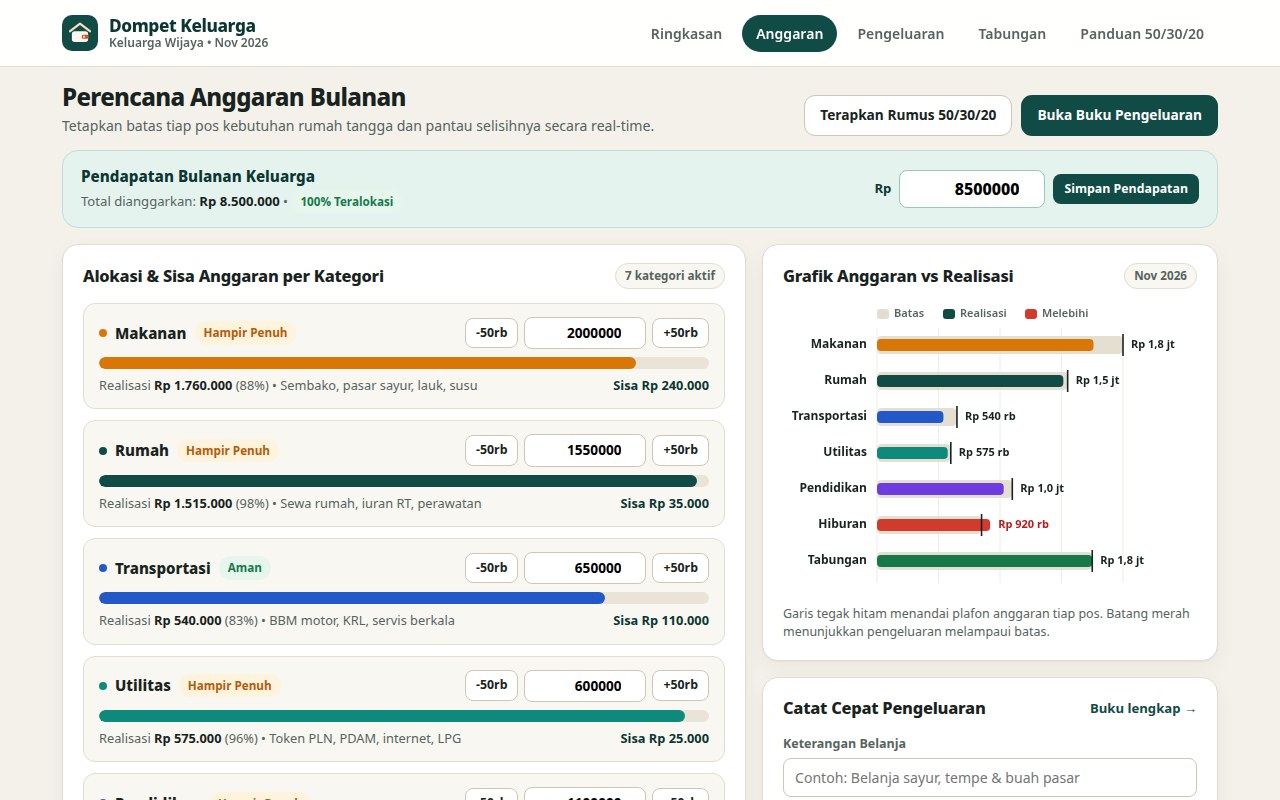 Dompet Keluarga
Keluarga Wijaya • Nov 2026
Ringkasan
Anggaran
Pengeluaran
Tabungan
Panduan 50/30/20
Perencana Anggaran Bulanan
Tetapkan batas tiap pos kebutuhan rumah tangga dan pantau selisihnya secara real-time.
Terapkan Rumus 50/30/20
Buka Buku Pengeluaran
Pendapatan Bulanan Keluarga
Total dianggarkan: Rp 8.500.000 • 100% Teralokasi
Rp
8500000
Simpan Pendapatan
Alokasi & Sisa Anggaran per Kategori
7 kategori aktif
Makanan
Hampir Penuh
-50rb
2000000
+50rb
Realisasi Rp 1.760.000 (88%) • Sembako, pasar sayur, lauk, susu
Sisa Rp 240.000
Rumah
Hampir Penuh
-50rb
1550000
+50rb
Realisasi Rp 1.515.000 (98%) • Sewa rumah, iuran RT, perawatan
Sisa Rp 35.000
Transportasi
Aman
-50rb
650000
+50rb
Realisasi Rp 540.000 (83%) • BBM motor, KRL, servis berkala
Sisa Rp 110.000
Utilitas
Hampir Penuh
-50rb
600000
+50rb
Realisasi Rp 575.000 (96%) • Token PLN, PDAM, internet, LPG
Sisa Rp 25.000
Grafik Anggaran vs Realisasi
Nov 2026
Batas
Realisasi
Melebihi
Makanan
Rp 1,8 jt
Rumah
Rp 1,5 jt
Transportasi
Rp 540 rb
Utilitas
Rp 575 rb
Pendidikan
Rp 1,0 jt
Hiburan
Rp 920 rb
Tabungan
Rp 1,8 jt
Garis tegak hitam menandai plafon anggaran tiap pos. Batang merah
menunjukkan pengeluaran melampaui batas.
Catat Cepat Pengeluaran
Buku lengkap →
Keterangan Belanja
Contoh: Belanja sayur, tempe & buah pasar